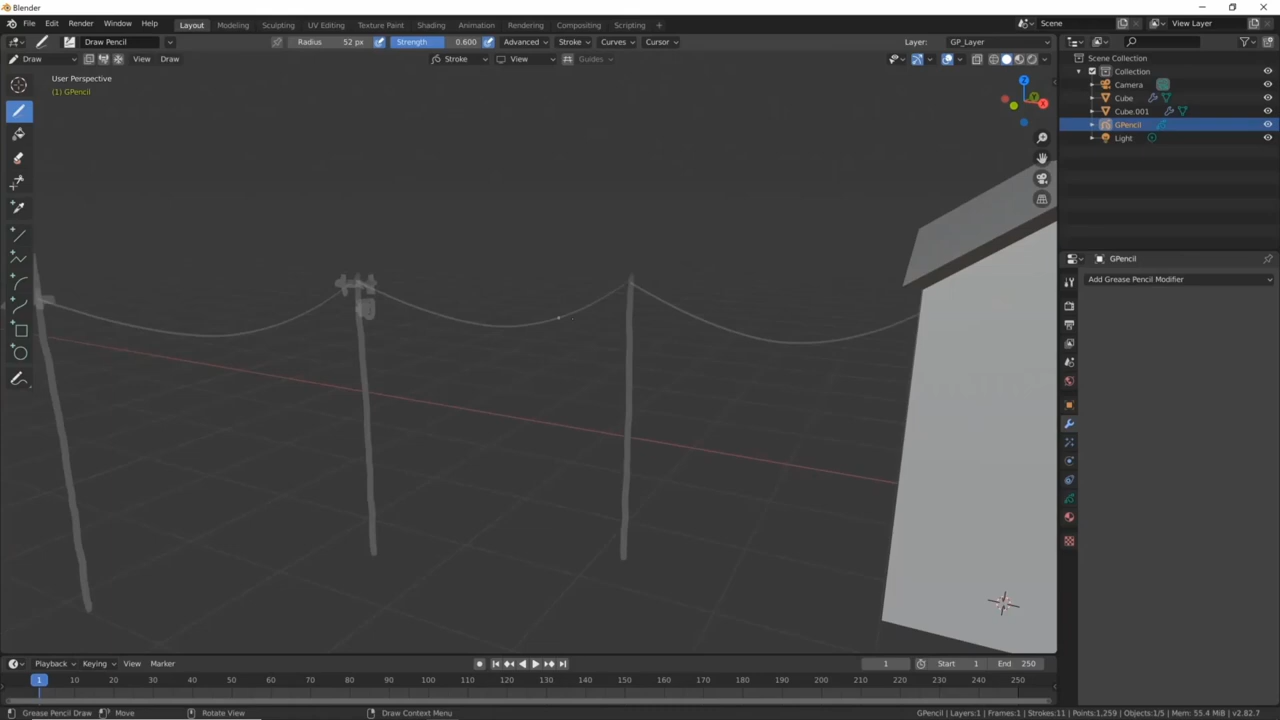 Blender
File Edit Render Window Help Layout Modeling Sculpting UV Editing Texture Paint Shading Animation Rendering Compositing Scripting + Scene View Layer
Draw Pencil Radius 52 px Strength 0.600 Advanced Stroke Curves Cursor Layer: GP_Layer
Draw View Draw Stroke View Guides Scene Collection
Collection
User Perspective
(1) GPencil
Camera
Cube
Cube.001
GPencil
Light
Z
Y
X
GPencil
Add Grease Pencil Modifier
Playback Keying View Marker 1 Start 1 End 250
1 10 20 30 40 50 60 70 80 90 100 110 120 130 140 150 160 170 180 190 200 210 220 230 240 250
Grease Pencil Draw Move Rotate View Draw Context Menu GPencil | Layers:1 | Frames:1 | Strokes:11 | Points:1,259 | Objects:1/5 | Mem: 55.4 MiB | v2.82.7